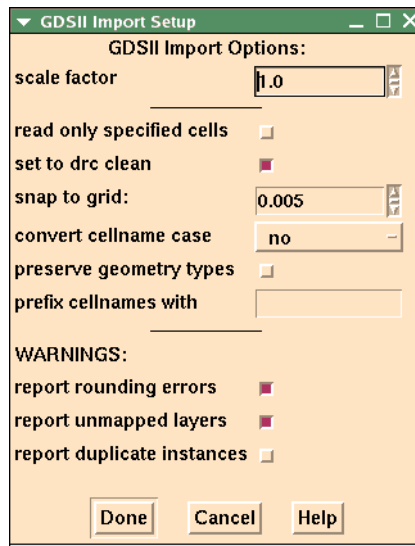 GDSII Import Setup
GDSII Import Options:
scale factor 1.0
read only specified cells
set to drc clean
snap to grid: 0.005
convert cellname case no
preserve geometry types
prefix cellnames with
WARNINGS:
report rounding errors
report unmapped layers
report duplicate instances
Done Cancel Help